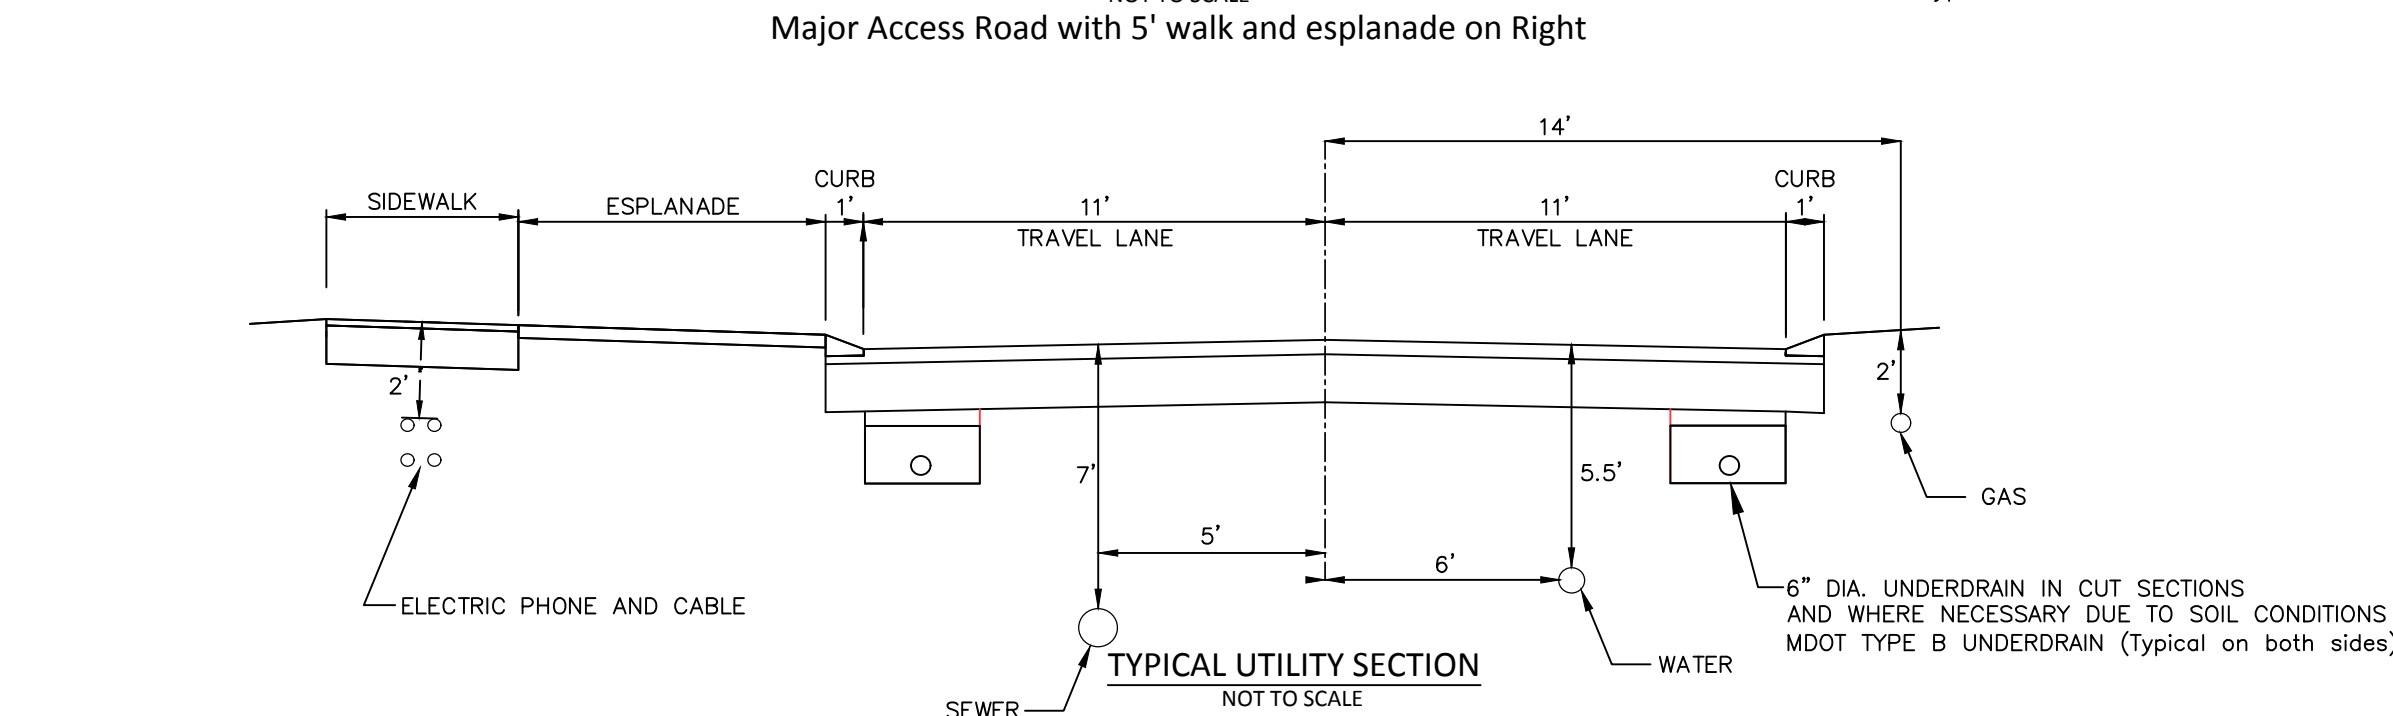 NOT TO SCALE
Major Access Road with 5' walk and esplanade on Right
14'
CURB
CURB
SIDEWALK
ESPLANADE
1'
11'
11'
1'
TRAVEL LANE
TRAVEL LANE
2'
2'
7'
5.5'
GAS
5'
6'
ELECTRIC PHONE AND CABLE
6" DIA. UNDERDRAIN IN CUT SECTIONS
AND WHERE NECESSARY DUE TO SOIL CONDITIONS
MDOT TYPE B UNDERDRAIN (Typical on both sides)
TYPICAL UTILITY SECTION
WATER
NOT TO SCALE
SEWER